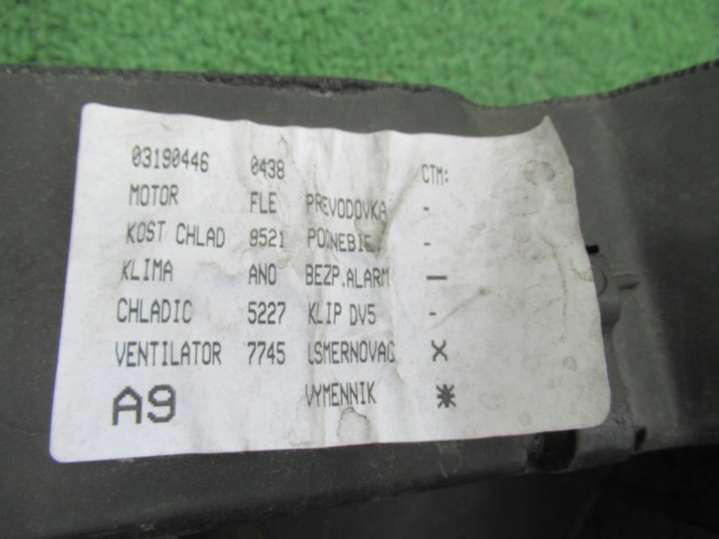 03190446 0438 CTM:
MOTOR FLE PREVODOVKA -
KOST CHLAD 9521 PODNEBIE -
KLIMA ANO BEZP.ALARM —
CHLADIC 5227 KLIP DV5 -
VENTILATOR 7745 USMERNOVAC X
A9 VYMENNIK *